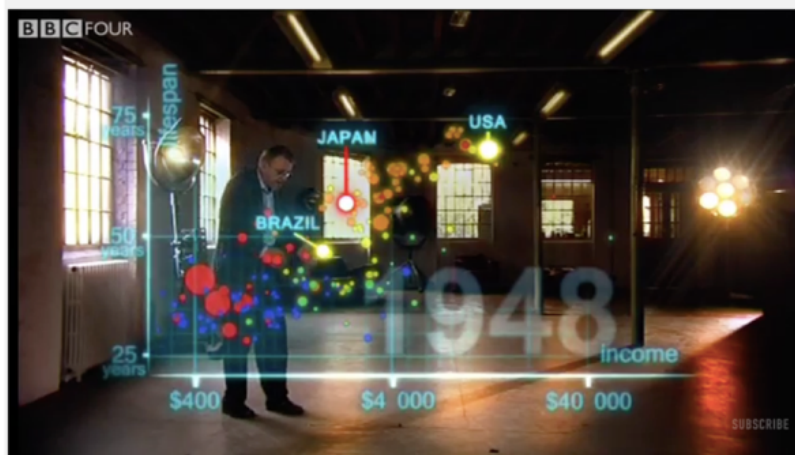 BBC FOUR
lifespan
75
years
USA
JAPAN
BRAZIL
50
years
1948
25
years
income
$400
$4 000
$40 000
SUBSCRIBE